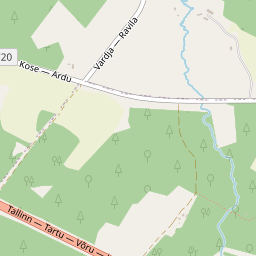 20
Kose — Ardu
Vardja — Ravila
Tallinn — Tartu — Võru —